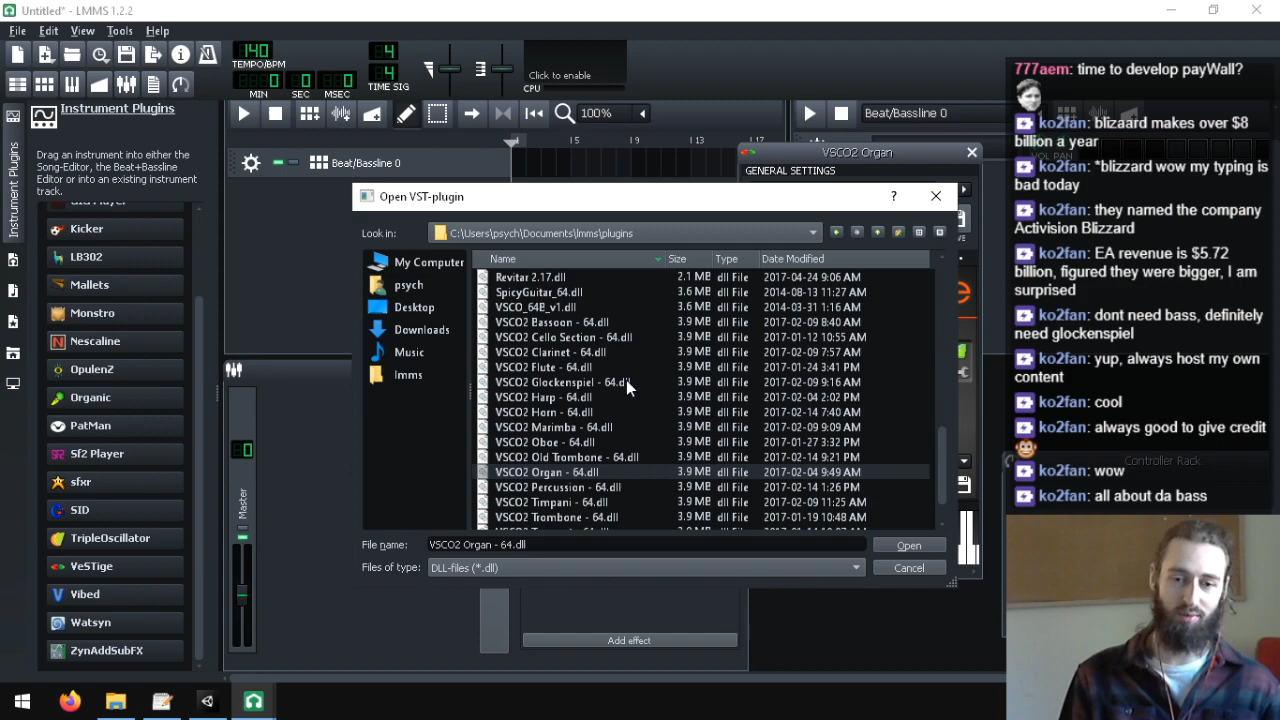 Untitled* - LMMS 1.2.2
File Edit View Tools Help
140
TEMPO/BPM
0 0 0
MIN SEC MSEC
4
4
TIME SIG
Click to enable
CPU
Instrument Plugins
Instrument Plugins
Drag an instrument into either the
Song-Editor, the Beat+Bassline
Editor or into an existing instrument
track.
Kicker
LB302
Mallets
Monstro
Nescaline
OpulenZ
Organic
PatMan
Sf2 Player
sfxr
SID
TripleOscillator
VeSTige
Vibed
Watsyn
ZynAddSubFX
100%
Beat/Bassline 0
5 9 13 17
Beat/Bassline 0
VSCO2 Organ
GENERAL SETTINGS
Open VST-plugin
?
Look in:
C:\Users\psych\Documents\lmms\plugins
My Computer
psych
Desktop
Downloads
Music
lmms
Name Size Type Date Modified
Revitar 2.17.dll 2.1 MB dll File 2017-04-24 9:06 AM
SpicyGuitar_64.dll 3.6 MB dll File 2014-08-13 11:27 AM
VSCO_64B_v1.dll 3.6 MB dll File 2014-03-31 1:16 AM
VSCO2 Bassoon - 64.dll 3.9 MB dll File 2017-02-09 8:40 AM
VSCO2 Cello Section - 64.dll 3.9 MB dll File 2017-01-12 10:55 AM
VSCO2 Clarinet - 64.dll 3.9 MB dll File 2017-02-09 7:57 AM
VSCO2 Flute - 64.dll 3.9 MB dll File 2017-01-24 3:41 PM
VSCO2 Glockenspiel - 64.dll 3.9 MB dll File 2017-02-09 9:16 AM
VSCO2 Harp - 64.dll 3.9 MB dll File 2017-02-04 2:02 PM
VSCO2 Horn - 64.dll 3.9 MB dll File 2017-02-14 7:40 AM
VSCO2 Marimba - 64.dll 3.9 MB dll File 2017-02-09 9:09 AM
VSCO2 Oboe - 64.dll 3.9 MB dll File 2017-01-27 3:32 PM
VSCO2 Old Trombone - 64.dll 3.9 MB dll File 2017-02-14 9:21 PM
VSCO2 Organ - 64.dll 3.9 MB dll File 2017-02-04 9:49 AM
VSCO2 Percussion - 64.dll 3.9 MB dll File 2017-02-14 1:26 PM
VSCO2 Timpani - 64.dll 3.9 MB dll File 2017-02-09 11:25 AM
VSCO2 Trombone - 64.dll 3.9 MB dll File 2017-01-19 10:48 AM
File name: VSCO2 Organ - 64.dll
Open
Files of type: DLL-files (*.dll)
Cancel
0
Master
Add effect
Controller Rack
VOL PAN
777aem: time to develop payWall?
ko2fan: blizaard makes over $8
billion a year
ko2fan: *blizzard wow my typing is
bad today
ko2fan: they named the company
Activision Blizzard
ko2fan: EA revenue is $5.72
billion, figured they were bigger, I am
surprised
ko2fan: dont need bass, definitely
need glockenspiel
ko2fan: yup, always host my own
content
ko2fan: cool
ko2fan: always good to give credit
ko2fan: wow
ko2fan: all about da bass